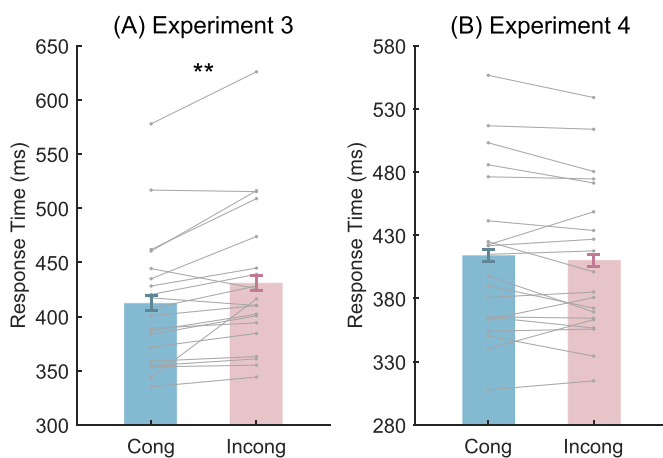 (A) Experiment 3
(B) Experiment 4
**
Response Time (ms)
650
600
550
500
450
400
350
300
Cong Incong
Response Time (ms)
580
530
480
430
380
330
280
Cong Incong